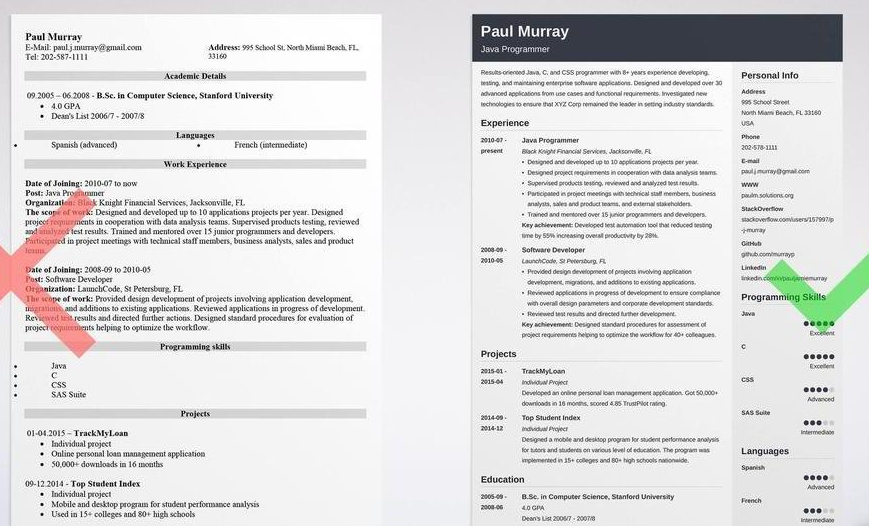 Paul Murray
E-Mail: paul.j.murray@gmail.com
Tel: 202-587-1111
Address: 995 School St, North Miami Beach, FL,
33160
Academic Details
09.2005 – 06.2008 - B.Sc. in Computer Science, Stanford University
• 4.0 GPA
• Dean's List 2006/7 - 2007/8
Languages
• Spanish (advanced)
• French (intermediate)
Work Experience
Date of Joining: 2010-07 to now
Post: Java Programmer
Organization: Black Knight Financial Services, Jacksonville, FL
The scope of work: Designed and developed up to 10 applications projects per year. Designed
project requirements in cooperation with data analysis teams. Supervised products testing, reviewed
and analyzed test results. Trained and mentored over 15 junior programmers and developers.
Participated in project meetings with technical staff members, business analysts, sales and product
team.
Date of Joining: 2008-09 to 2010-05
Post: Software Developer
Organization: LaunchCode, St Petersburg, FL
The scope of work: Provided design development of projects involving application development,
migrations, and additions to existing applications. Reviewed applications in progress of development.
Reviewed test results and directed further actions. Designed standard procedures for evaluation of
project requirements helping to optimize the workflow.
Programming skills
• Java
• C
• CSS
• SAS Suite
Projects
01-04.2015 – TrackMyLoan
• Individual project
• Online personal loan management application
• 50,000+ downloads in 16 months
09-12.2014 - Top Student Index
• Individual project
• Mobile and desktop program for student performance analysis
• Used in 15+ colleges and 80+ high schools
Paul Murray
Java Programmer
Results-oriented Java, C, and CSS programmer with 8+ years experience developing,
testing, and maintaining enterprise software applications. Designed and developed over 30
advanced applications from use cases and functional requirements. Investigated new
technologies to ensure that XYZ Corp remained the leader in setting industry standards.
Experience
2010-07 -
present
Java Programmer
Black Knight Financial Services, Jacksonville, FL
• Designed and developed up to 10 applications projects per year.
• Designed project requirements in cooperation with data analysis teams.
• Supervised products testing, reviewed and analyzed test results.
• Participated in project meetings with technical staff members, business
analysts, sales and product teams, and external stakeholders.
• Trained and mentored over 15 junior programmers and developers.
Key achievement: Developed test automation tool that reduced testing
time by 55% increasing overall productivity by 28%.
2008-09 -
2010-05
Software Developer
LaunchCode, St Petersburg, FL
• Provided design development of projects involving application
development, migrations, and additions to existing applications.
• Reviewed applications in progress of development to ensure compliance
with overall design parameters and corporate development standards.
• Reviewed test results and directed further development.
Key achievement: Designed standard procedures for assessment of
project requirements helping to optimize the workflow for 40+ colleagues.
Projects
2015-01 -
2015-04
TrackMyLoan
Individual Project
Developed an online personal loan management application. Got 50,000+
downloads in 16 months, scored 4.85 TrustPilot rating.
2014-09 -
2014-12
Top Student Index
Individual Project
Designed a mobile and desktop program for student performance analysis
for tutors and students on various level of education. The program was
implemented in 15+ colleges and 80+ high schools nationwide.
Education
2005-09 -
2008-06
B.Sc. in Computer Science, Stanford University
4.0 GPA
Dean's List 2006/7 - 2007/8
Personal Info
Address
995 School Street
North Miami Beach, FL 33160
USA
Phone
202-578-1111
E-mail
paul.j.murray@gmail.com
WWW
paulm.solutions.org
StackOverflow
stackoverflow.com/users/157997/p
-j-murray
GitHub
github.com/murrayp
LinkedIn
linkedin.com/in/pauljamiemurray
Programming Skills
Java
Excellent
C
Excellent
CSS
Advanced
SAS Suite
Intermediate
Languages
Spanish
Advanced
French
Intermediate